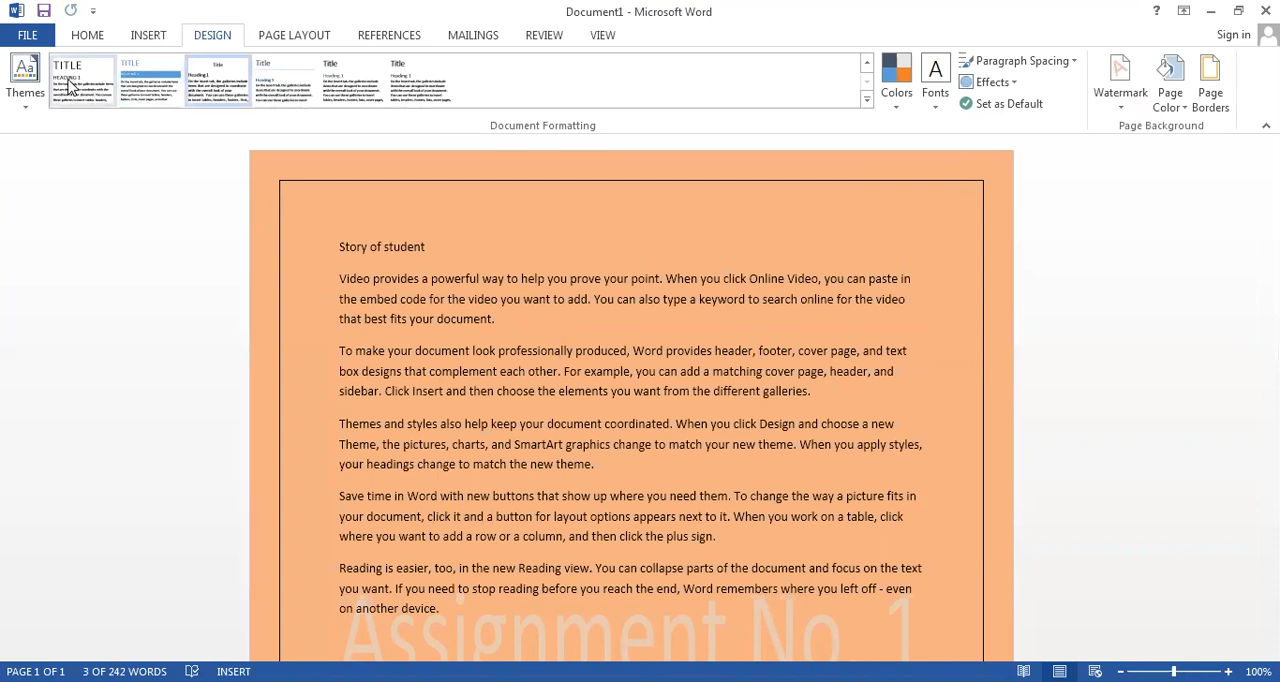 Document1 - Microsoft Word
?
Sign in
FILE
HOME
INSERT
DESIGN
PAGE LAYOUT
REFERENCES
MAILINGS
REVIEW
VIEW
Themes
TITLE
HEADING 1
TITLE
Title
Heading 1
Title
Heading 1
Title
Heading 1
Title
Heading 1
Colors
Fonts
Paragraph Spacing
Effects
Set as Default
Watermark
Page Color
Page Borders
Document Formatting
Page Background
Story of student
Video provides a powerful way to help you prove your point. When you click Online Video, you can paste in
the embed code for the video you want to add. You can also type a keyword to search online for the video
that best fits your document.
To make your document look professionally produced, Word provides header, footer, cover page, and text
box designs that complement each other. For example, you can add a matching cover page, header, and
sidebar. Click Insert and then choose the elements you want from the different galleries.
Themes and styles also help keep your document coordinated. When you click Design and choose a new
Theme, the pictures, charts, and SmartArt graphics change to match your new theme. When you apply styles,
your headings change to match the new theme.
Save time in Word with new buttons that show up where you need them. To change the way a picture fits in
your document, click it and a button for layout options appears next to it. When you work on a table, click
where you want to add a row or a column, and then click the plus sign.
Reading is easier, too, in the new Reading view. You can collapse parts of the document and focus on the text
you want. If you need to stop reading before you reach the end, Word remembers where you left off - even
on another device.
Assignment No. 1
PAGE 1 OF 1
3 OF 242 WORDS
INSERT
100%